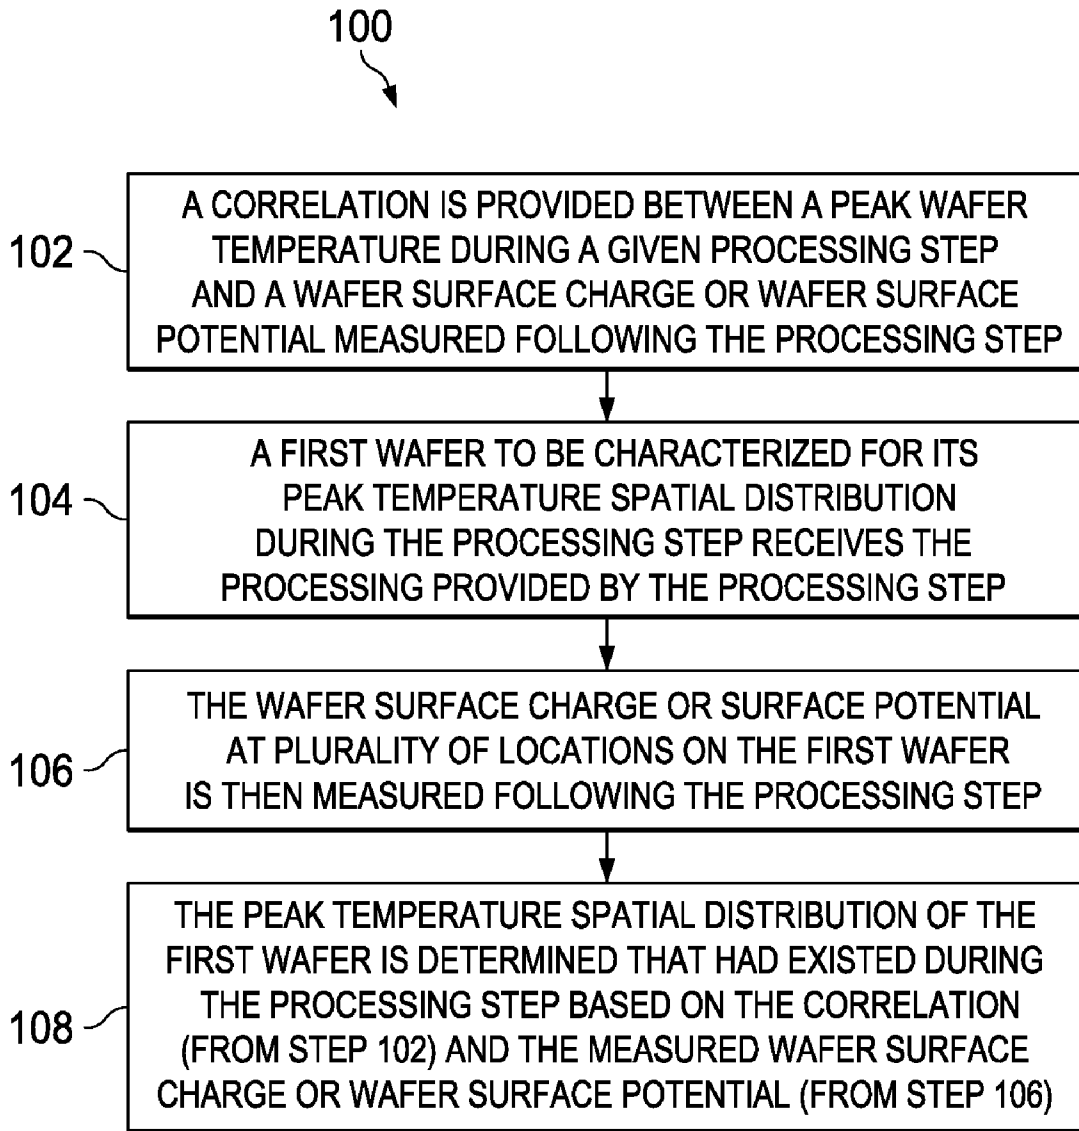 100
102
A CORRELATION IS PROVIDED BETWEEN A PEAK WAFER
TEMPERATURE DURING A GIVEN PROCESSING STEP
AND A WAFER SURFACE CHARGE OR WAFER SURFACE
POTENTIAL MEASURED FOLLOWING THE PROCESSING STEP
104
A FIRST WAFER TO BE CHARACTERIZED FOR ITS
PEAK TEMPERATURE SPATIAL DISTRIBUTION
DURING THE PROCESSING STEP RECEIVES THE
PROCESSING PROVIDED BY THE PROCESSING STEP
106
THE WAFER SURFACE CHARGE OR SURFACE POTENTIAL
AT PLURALITY OF LOCATIONS ON THE FIRST WAFER
IS THEN MEASURED FOLLOWING THE PROCESSING STEP
108
THE PEAK TEMPERATURE SPATIAL DISTRIBUTION OF THE
FIRST WAFER IS DETERMINED THAT HAD EXISTED DURING
THE PROCESSING STEP BASED ON THE CORRELATION
(FROM STEP 102) AND THE MEASURED WAFER SURFACE
CHARGE OR WAFER SURFACE POTENTIAL (FROM STEP 106)